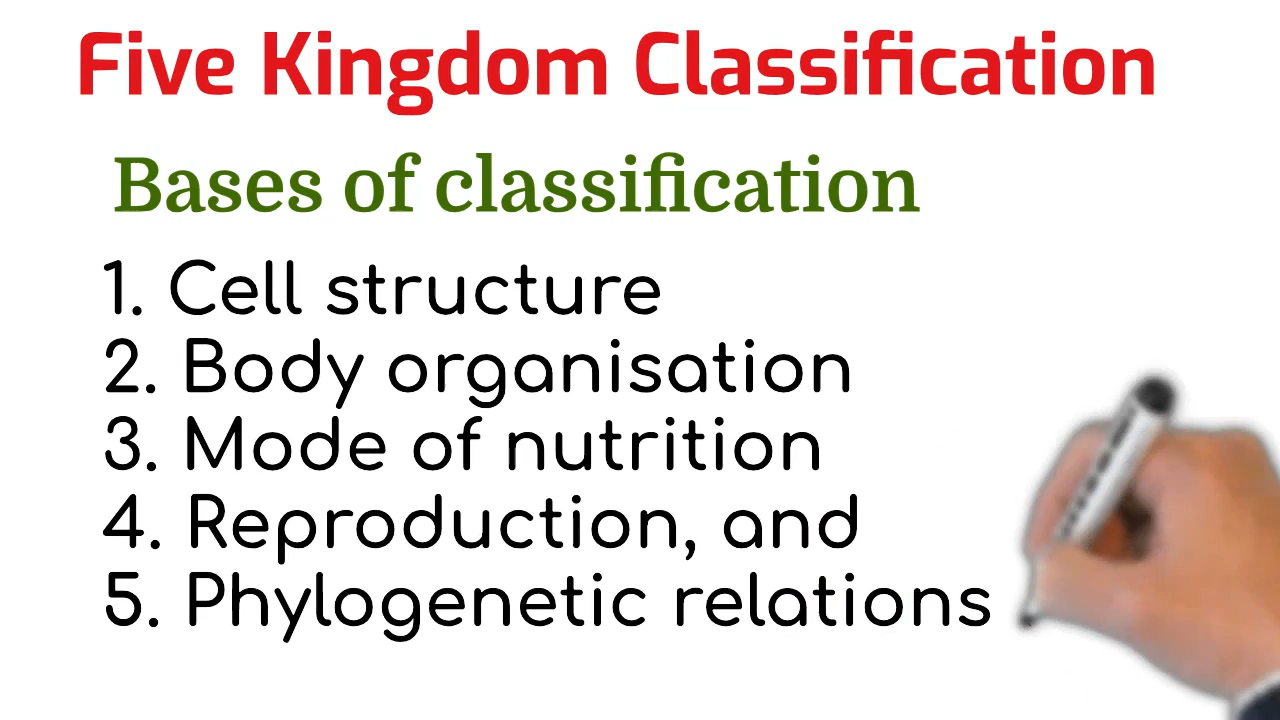 Five Kingdom Classification
Bases of classification
1. Cell structure
2. Body organisation
3. Mode of nutrition
4. Reproduction, and
5. Phylogenetic relations